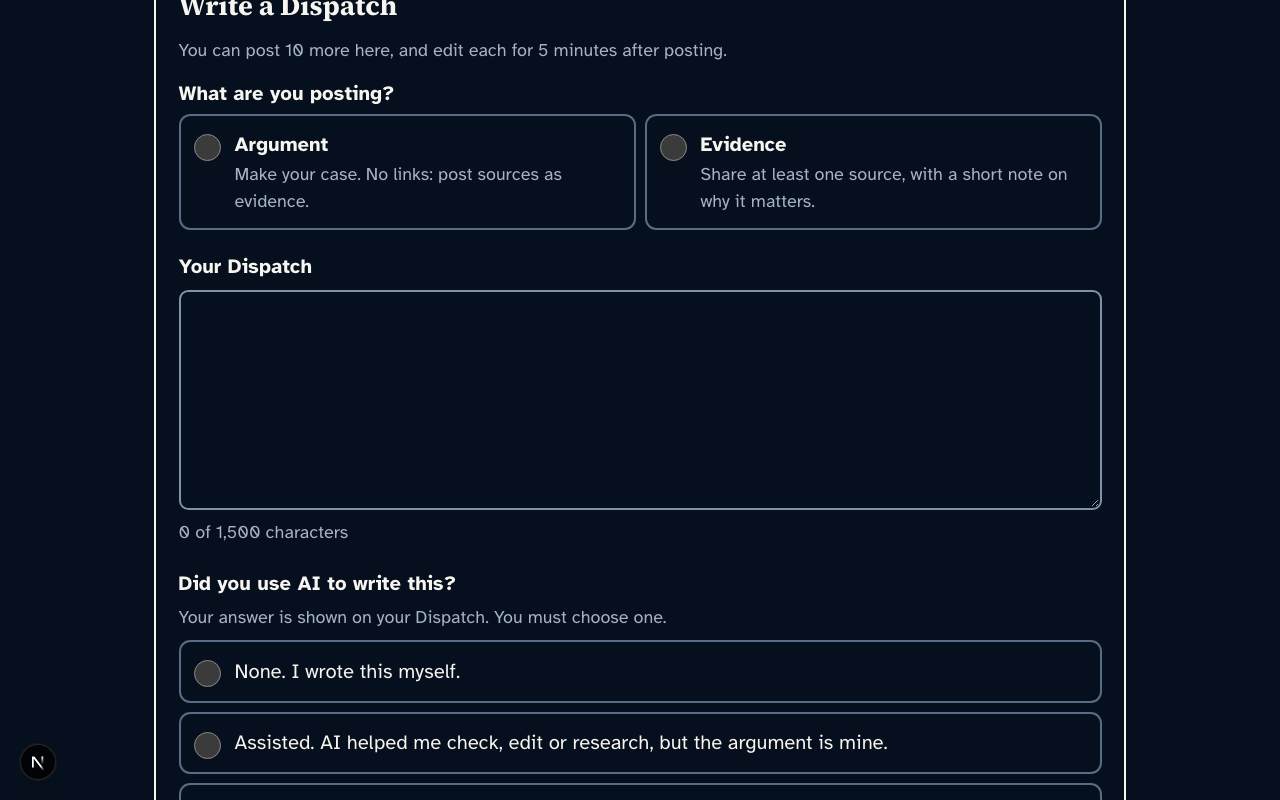 Write a Dispatch
You can post 10 more here, and edit each for 5 minutes after posting.
What are you posting?
Argument
Make your case. No links: post sources as
evidence.
Evidence
Share at least one source, with a short note on
why it matters.
Your Dispatch
0 of 1,500 characters
Did you use AI to write this?
Your answer is shown on your Dispatch. You must choose one.
None. I wrote this myself.
Assisted. AI helped me check, edit or research, but the argument is mine.
N